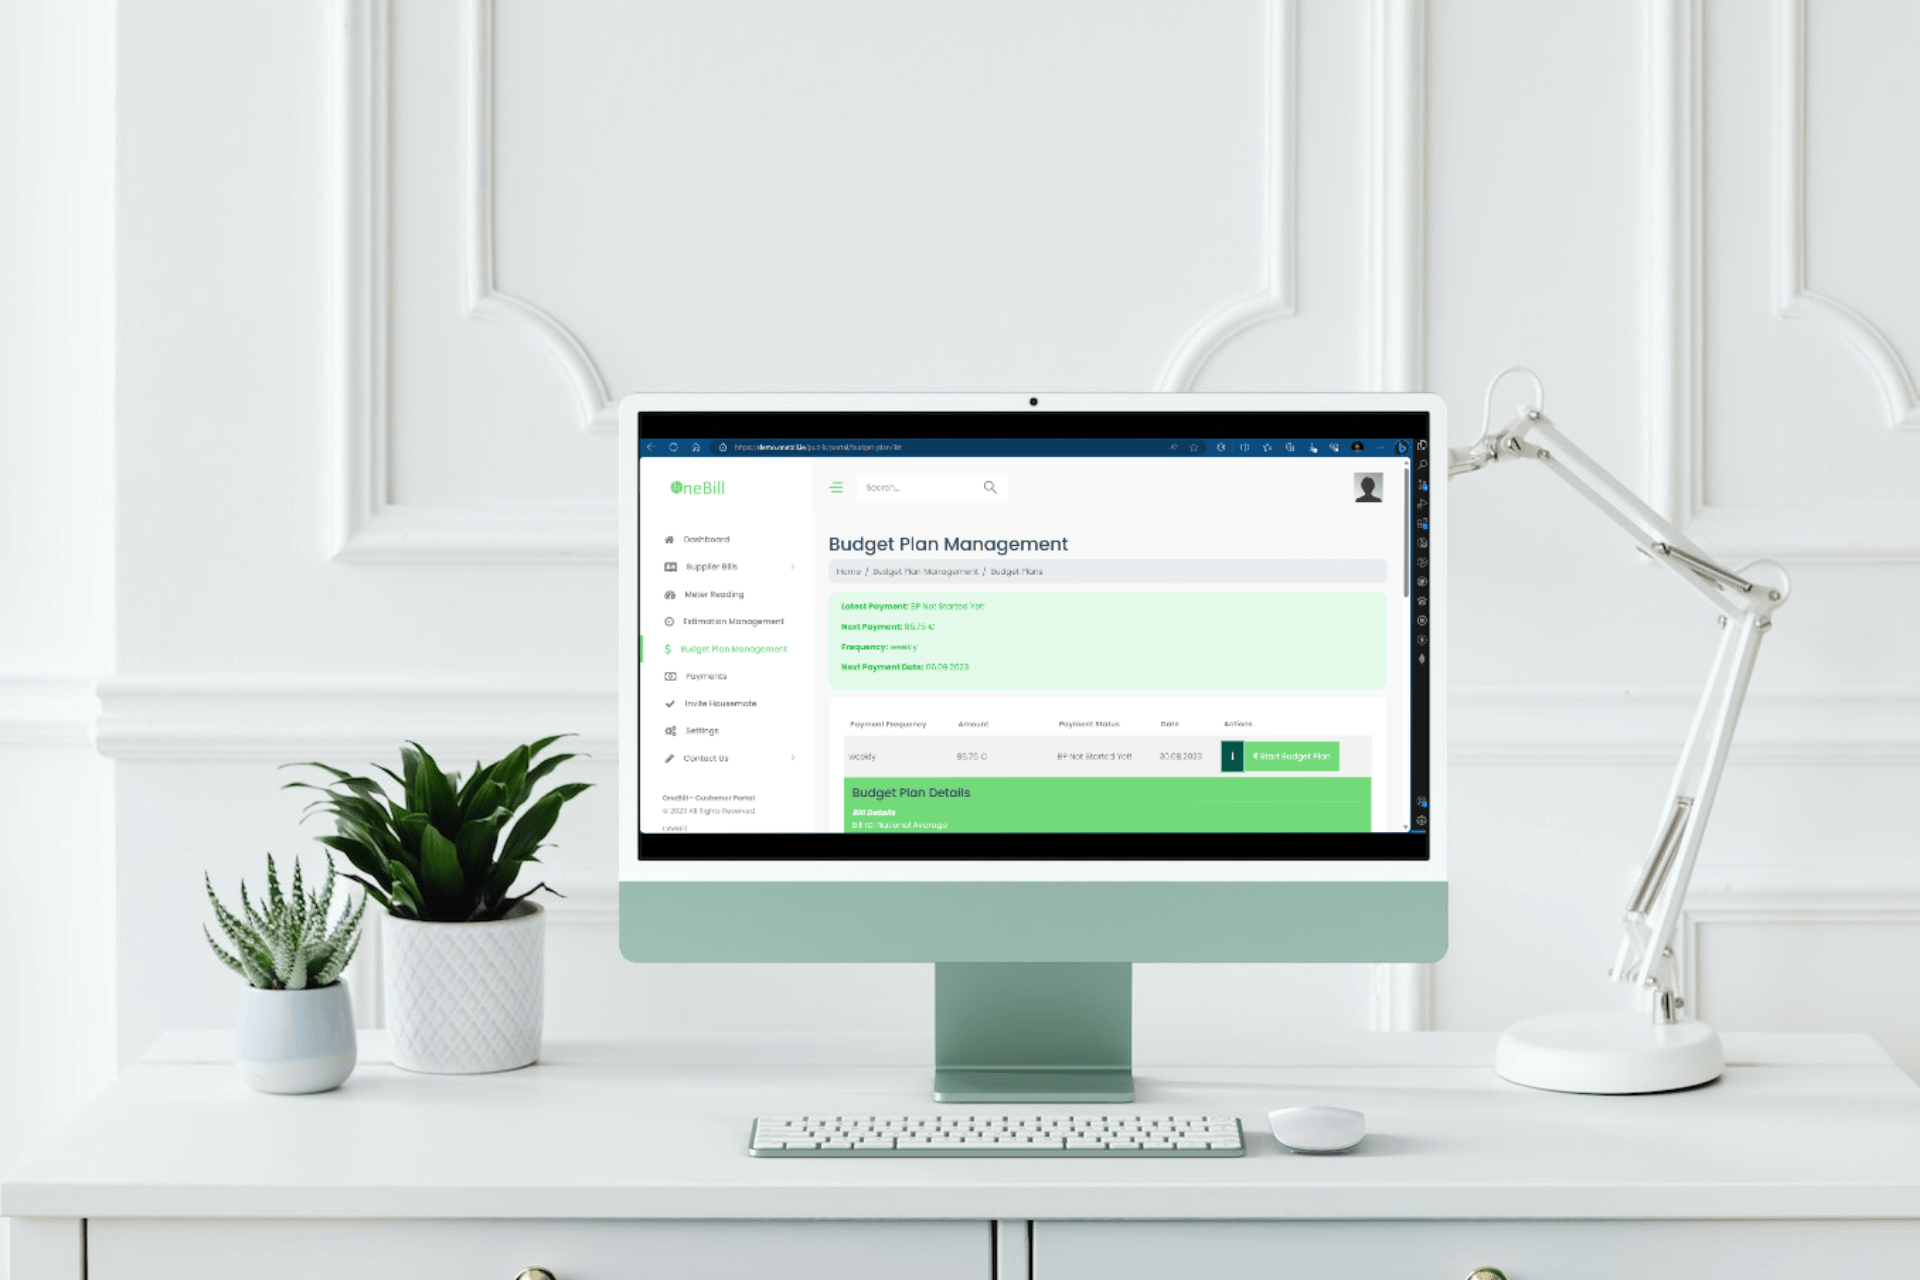 https://demo.onebill.ie/public/portal/budget-plan/list
OneBill
Search...
Dashboard
Supplier Bills
Meter Reading
Estimation Management
Budget Plan Management
Payments
Invite Housemate
Settings
Contact Us
OneBill - Customer Portal
© 2023 All Rights Reserved
Budget Plan Management
Home / Budget Plan Management / Budget Plans
Latest Payment: BP Not Started Yet!
Next Payment: 86.75 €
Frequency: weekly
Next Payment Date: 06.09.2023
Payment Frequency Amount Payment Status Date Actions
weekly 86.75 € BP Not Started Yet! 30.08.2023 € Start Budget Plan
Budget Plan Details
Bill Details
Bill ID: National Average